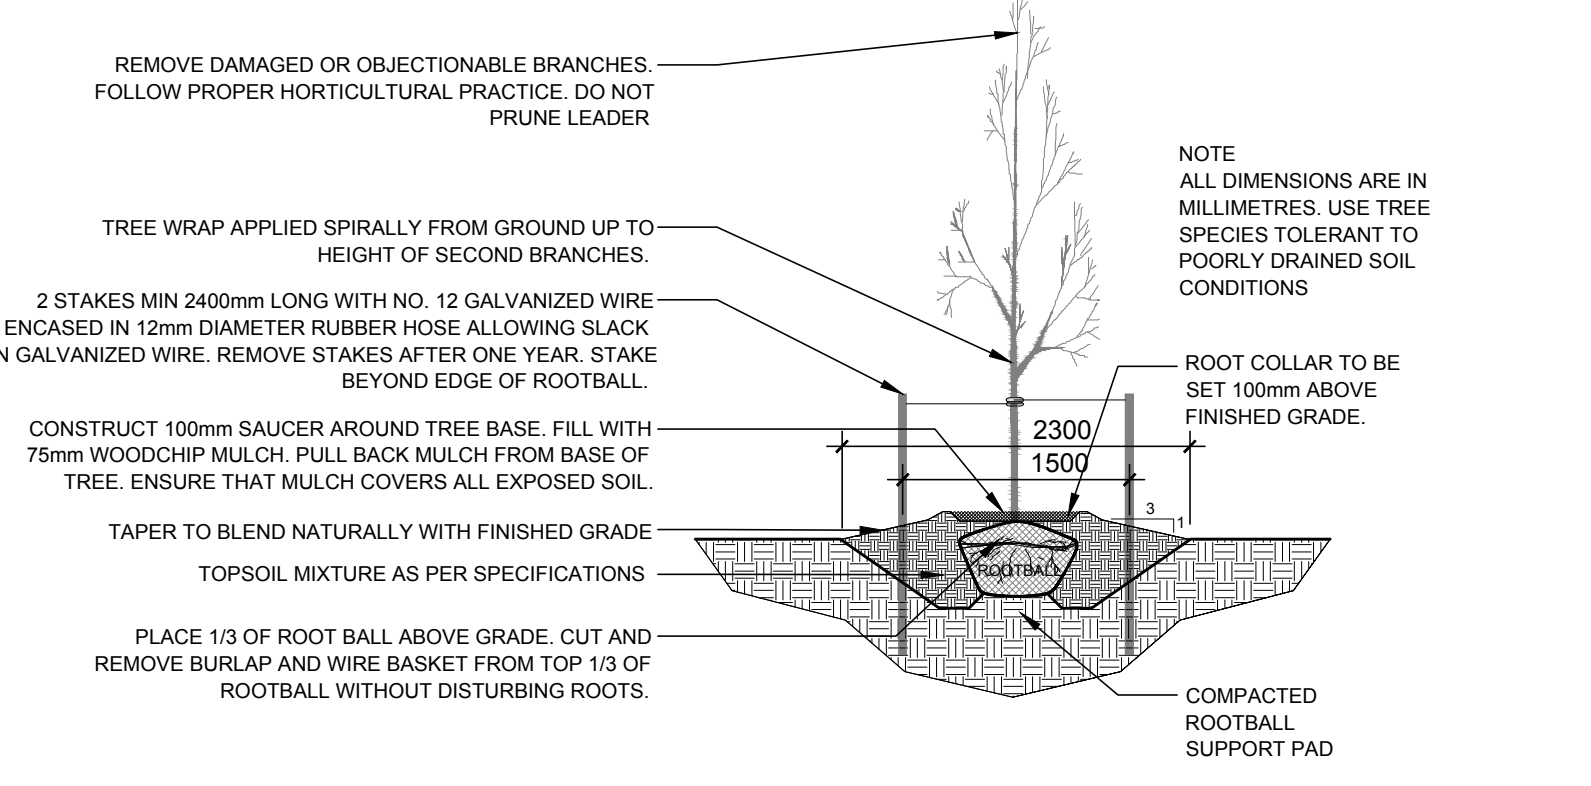 REMOVE DAMAGED OR OBJECTIONABLE BRANCHES.
FOLLOW PROPER HORTICULTURAL PRACTICE. DO NOT
PRUNE LEADER
TREE WRAP APPLIED SPIRALLY FROM GROUND UP TO
HEIGHT OF SECOND BRANCHES.
2 STAKES MIN 2400mm LONG WITH NO. 12 GALVANIZED WIRE
ENCASED IN 12mm DIAMETER RUBBER HOSE ALLOWING SLACK
N GALVANIZED WIRE. REMOVE STAKES AFTER ONE YEAR. STAKE
BEYOND EDGE OF ROOTBALL.
CONSTRUCT 100mm SAUCER AROUND TREE BASE. FILL WITH
75mm WOODCHIP MULCH. PULL BACK MULCH FROM BASE OF
TREE. ENSURE THAT MULCH COVERS ALL EXPOSED SOIL.
TAPER TO BLEND NATURALLY WITH FINISHED GRADE
TOPSOIL MIXTURE AS PER SPECIFICATIONS
PLACE 1/3 OF ROOT BALL ABOVE GRADE. CUT AND
REMOVE BURLAP AND WIRE BASKET FROM TOP 1/3 OF
ROOTBALL WITHOUT DISTURBING ROOTS.
2300
1500
3
1
ROOTBALL
NOTE
ALL DIMENSIONS ARE IN
MILLIMETRES. USE TREE
SPECIES TOLERANT TO
POORLY DRAINED SOIL
CONDITIONS
ROOT COLLAR TO BE
SET 100mm ABOVE
FINISHED GRADE.
COMPACTED
ROOTBALL
SUPPORT PAD